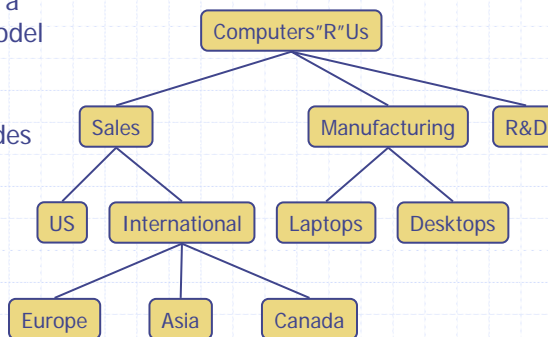 a
Computers"R"Us
Sales
Manufacturing
R&D
US
International
Laptops
Desktops
Europe
Asia
Canada